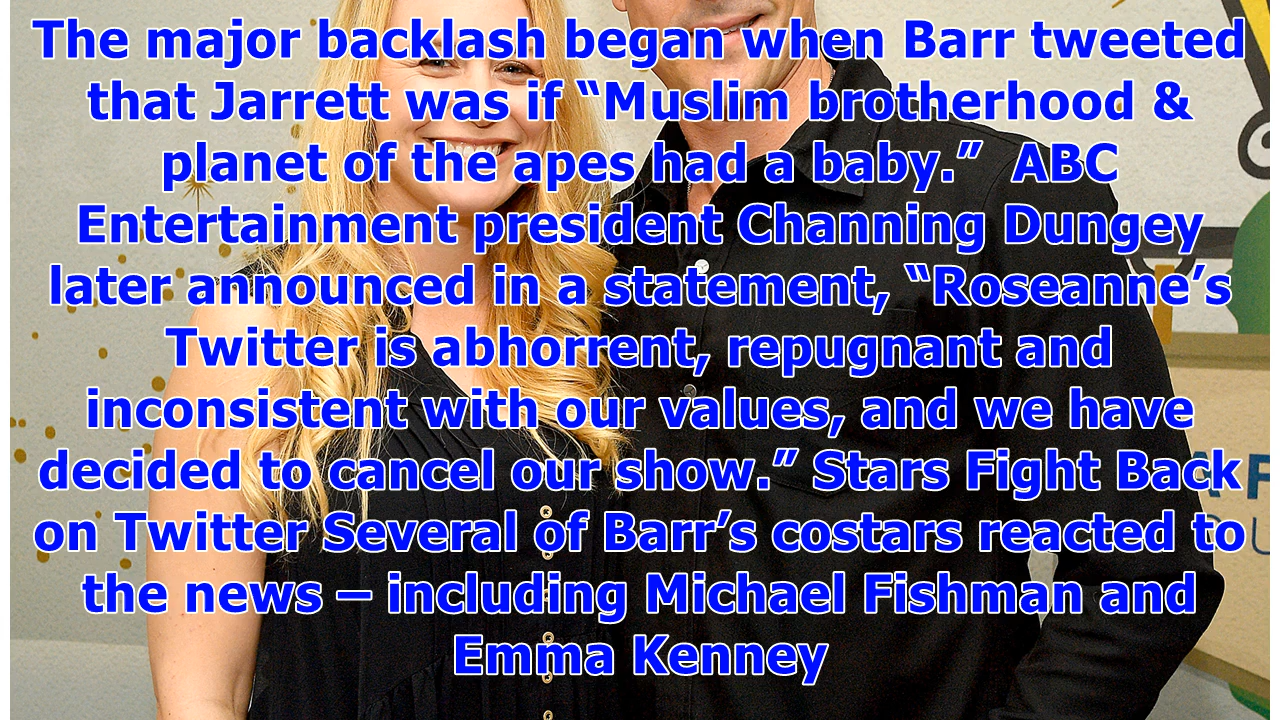 The major backlash began when Barr tweeted
that Jarrett was if “Muslim brotherhood &
planet of the apes had a baby.”  ABC
Entertainment president Channing Dungey
later announced in a statement, “Roseanne’s
Twitter is abhorrent, repugnant and
inconsistent with our values, and we have
decided to cancel our show.” Stars Fight Back
on Twitter Several of Barr’s costars reacted to
the news – including Michael Fishman and
Emma Kenney